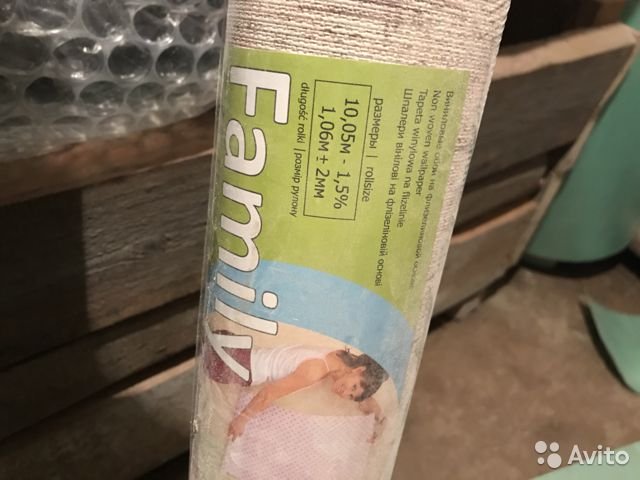 Виниловые обои на флизелиновой основе
Non woven wallpaper
Tapeta winylowa na flizelinie
Шпалери вінілові на флізеліновій основі
размеры | rollsize
10,05м - 1,5%
1,06м ± 2мм
długość rolki | розмір рулону
Family
Avito